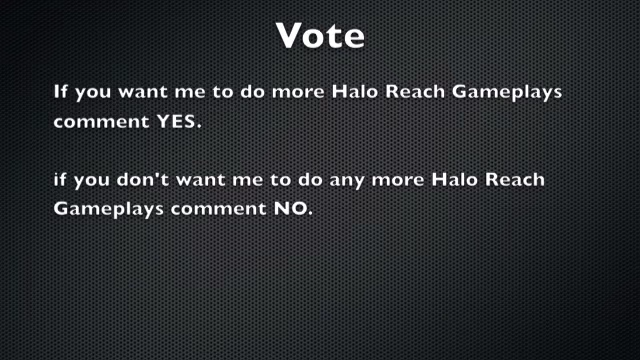 Vote
If you want me to do more Halo Reach Gameplays
comment YES.
if you don't want me to do any more Halo Reach
Gameplays comment NO.